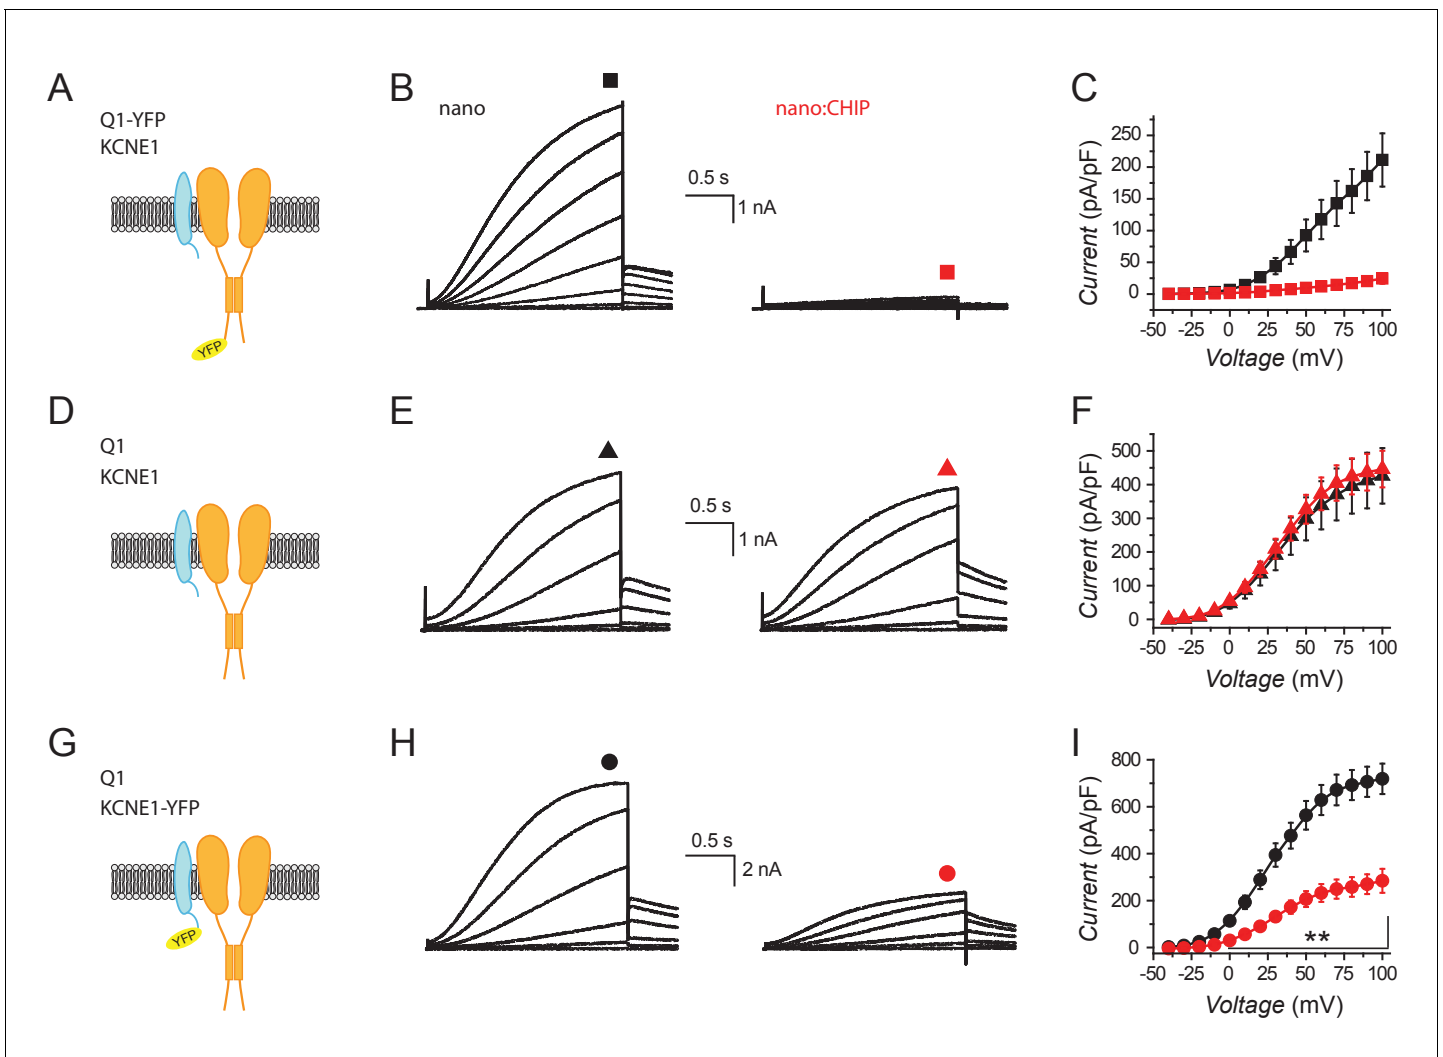 A
Q1-YFP
KCNE1
YFP
B
nano
nano:CHIP
0.5 s
1 nA
C
Current (pA/pF)
250
200
150
100
50
0
-50 -25 0 25 50 75 100
Voltage (mV)
D
Q1
KCNE1
E
0.5 s
1 nA
0.5 s
1 nA
F
Current (pA/pF)
500
400
300
200
100
0
-50 -25 0 25 50 75 100
Voltage (mV)
G
Q1
KCNE1-YFP
YFP
H
0.5 s
2 nA
I
Current (pA/pF)
800
600
400
200
0
**
-50 -25 0 25 50 75 100
Voltage (mV)